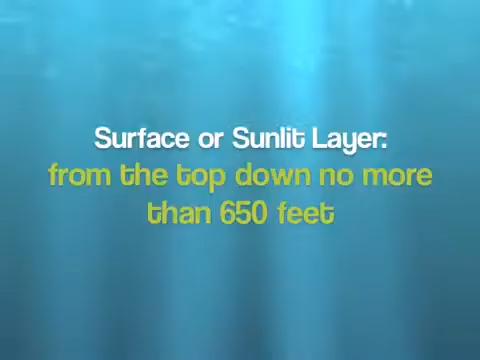 Surface or Sunlit Layer:
from the top down no more
than 650 feet